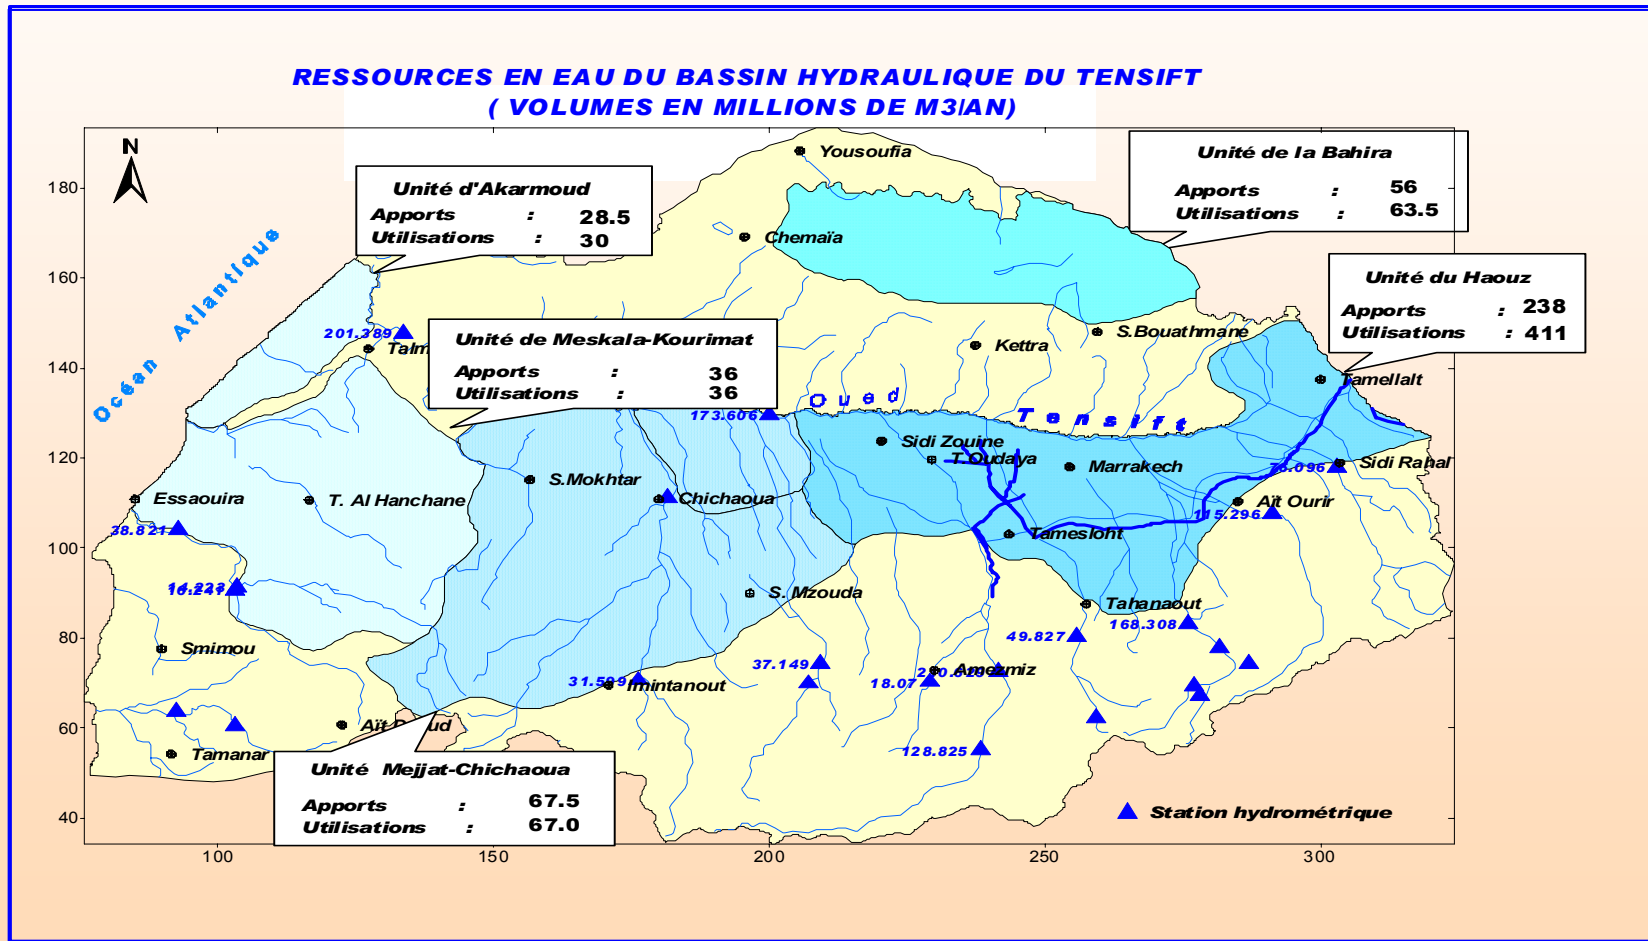 RESSOURCES EN EAU DU BASSIN HYDRAULIQUE DU TENSIFT
( VOLUMES EN MILLIONS DE M3/AN)
N
Océan Atlantique
Unité d'Akarmoud
Apports : 28.5
Utilisations : 30
Unité de la Bahira
Apports : 56
Utilisations : 63.5
Unité du Haouz
Apports : 238
Utilisations : 411
Unité de Meskala-Kourimat
Apports : 36
Utilisations : 36
Unité Mejjat-Chichaoua
Apports : 67.5
Utilisations : 67.0
Yousoufia
Chemaïa
201.389
S.Bouathmane
Kettra
Tamellalt
Oued Tensift
173.606
Sidi Zouine
T.Oudaya
Marrakech
Sidi Rahal
S.Mokhtar
Essaouira
T. Al Hanchane
Chichaoua
Aït Ourir
115.296
38.821
Tamesloht
S. Mzouda
Tahanaout
168.308
49.827
Smimou
37.149
Amezmiz
18.07
31.599
Imintanout
Tamanar
128.825
Station hydrométrique
180
160
140
120
100
80
60
40
100
150
200
250
300